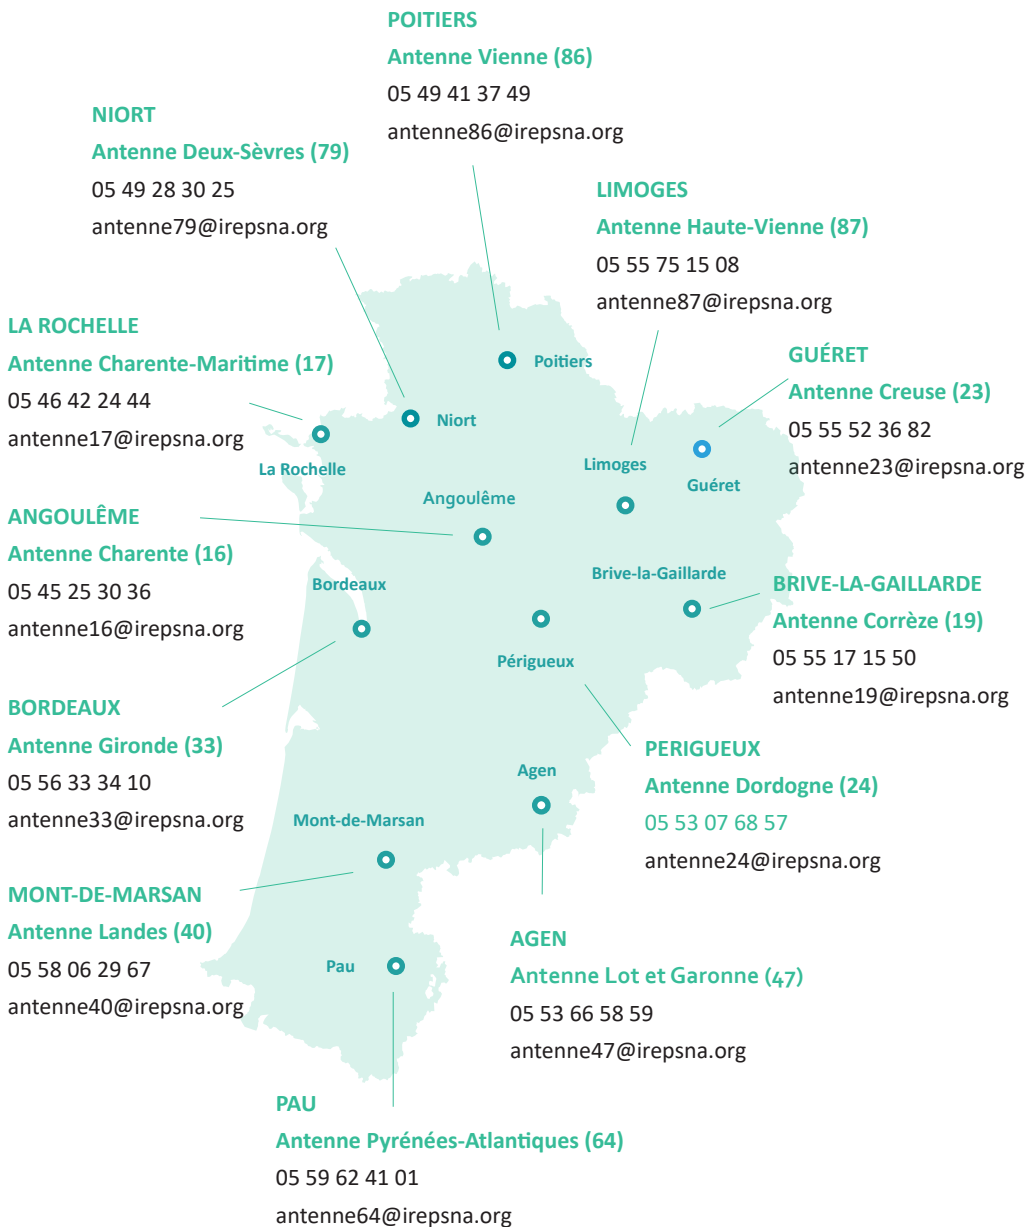 POITIERS
Antenne Vienne (86)
05 49 41 37 49
antenne86@irepsna.org
NIORT
Antenne Deux-Sèvres (79)
05 49 28 30 25
antenne79@irepsna.org
LIMOGES
Antenne Haute-Vienne (87)
05 55 75 15 08
antenne87@irepsna.org
LA ROCHELLE
Antenne Charente-Maritime (17)
05 46 42 24 44
antenne17@irepsna.org
GUÉRET
Antenne Creuse (23)
05 55 52 36 82
antenne23@irepsna.org
Poitiers
Niort
La Rochelle
Limoges
Guéret
Angoulême
ANGOULÊME
Antenne Charente (16)
05 45 25 30 36
antenne16@irepsna.org
Bordeaux
Brive-la-Gaillarde
BRIVE-LA-GAILLARDE
Antenne Corrèze (19)
05 55 17 15 50
antenne19@irepsna.org
Périgueux
BORDEAUX
Antenne Gironde (33)
05 56 33 34 10
antenne33@irepsna.org
PERIGUEUX
Antenne Dordogne (24)
05 53 07 68 57
antenne24@irepsna.org
Agen
Mont-de-Marsan
MONT-DE-MARSAN
Antenne Landes (40)
05 58 06 29 67
antenne40@irepsna.org
Pau
AGEN
Antenne Lot et Garonne (47)
05 53 66 58 59
antenne47@irepsna.org
PAU
Antenne Pyrénées-Atlantiques (64)
05 59 62 41 01
antenne64@irepsna.org